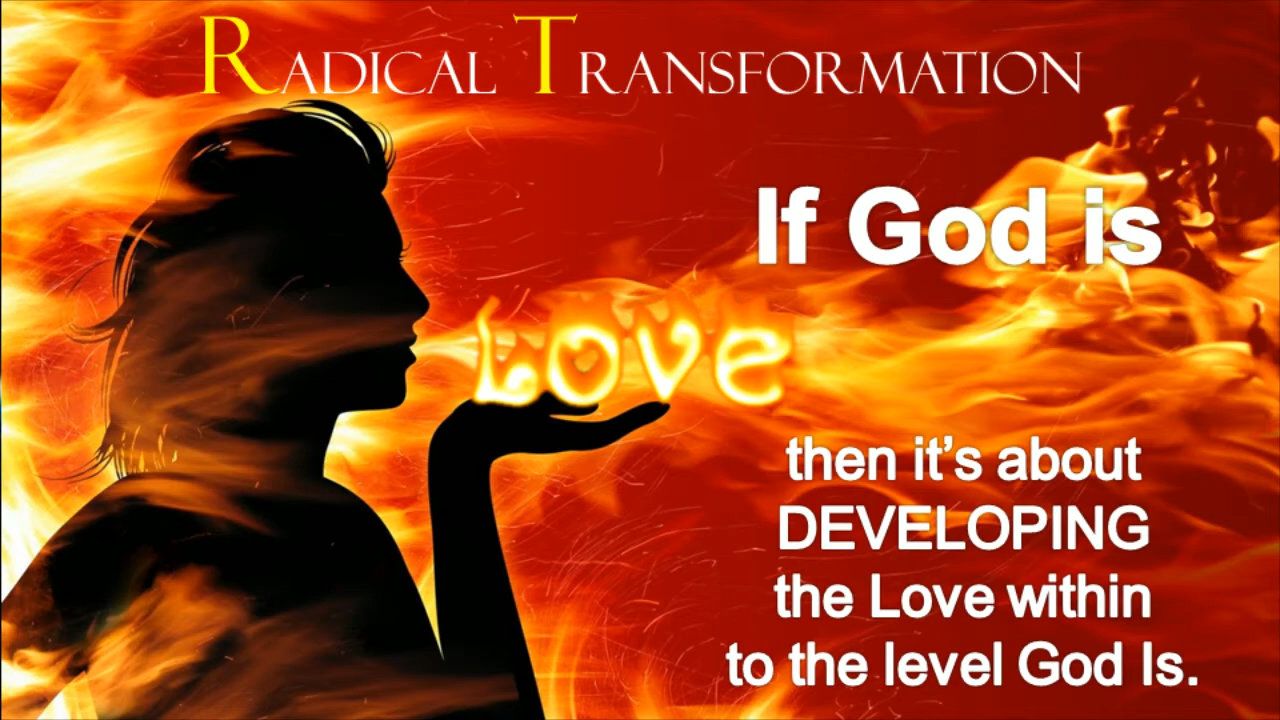 RADICAL TRANSFORMATION
If God is
LOVE
then it’s about
DEVELOPING
the Love within
to the level God Is.